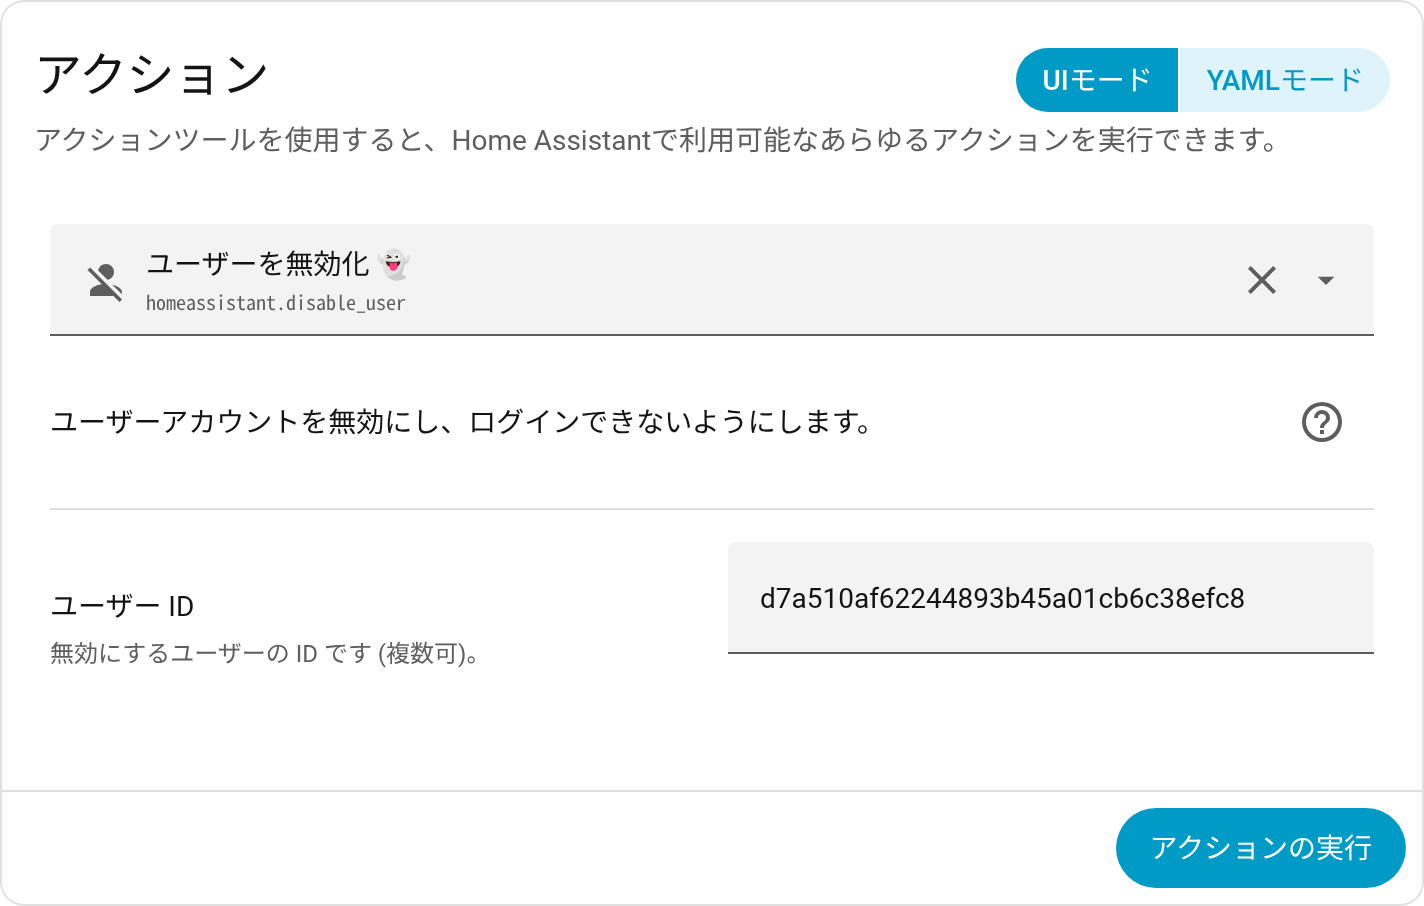 アクション
UIモード
YAMLモード
アクションツールを使用すると、Home Assistantで利用可能なあらゆるアクションを実行できます。
ユーザーを無効化 👻
homeassistant.disable_user
ユーザーアカウントを無効にし、ログインできないようにします。
ユーザー ID
無効にするユーザーの ID です (複数可)。
d7a510af62244893b45a01cb6c38efc8
アクションの実行